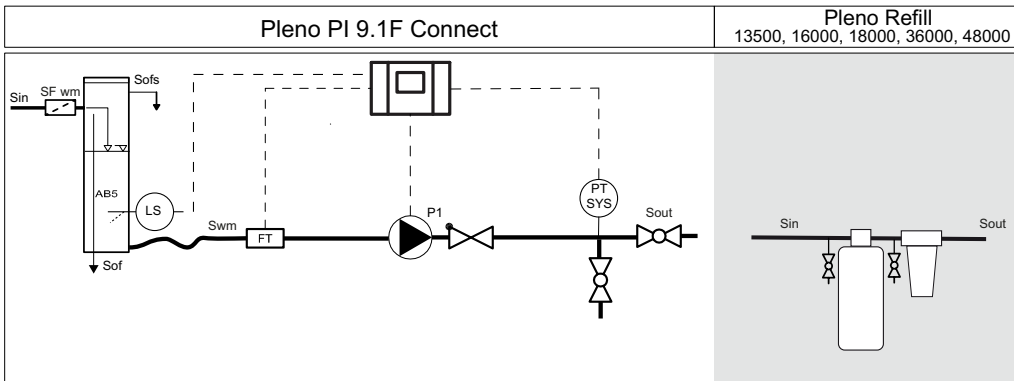 Pleno PI 9.1F Connect
Pleno Refill
13500, 16000, 18000, 36000, 48000
Sin
SF wm
Sofs
AB5
LS
Swm
FT
Sof
P1
PT
SYS
Sout
Sin
Sout